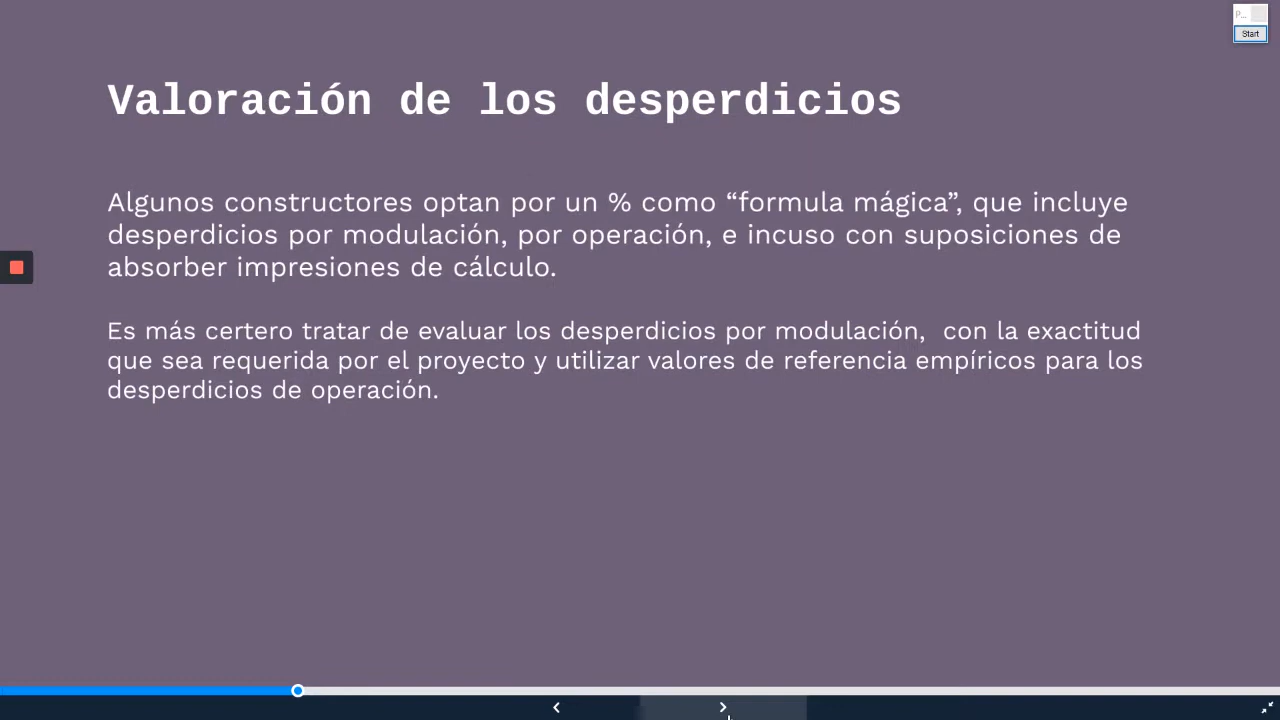 P...
Start
Valoración de los desperdicios
Algunos constructores optan por un % como “formula mágica”, que incluye
desperdicios por modulación, por operación, e incuso con suposiciones de
absorber impresiones de cálculo.
Es más certero tratar de evaluar los desperdicios por modulación,  con la exactitud
que sea requerida por el proyecto y utilizar valores de referencia empíricos para los
desperdicios de operación.